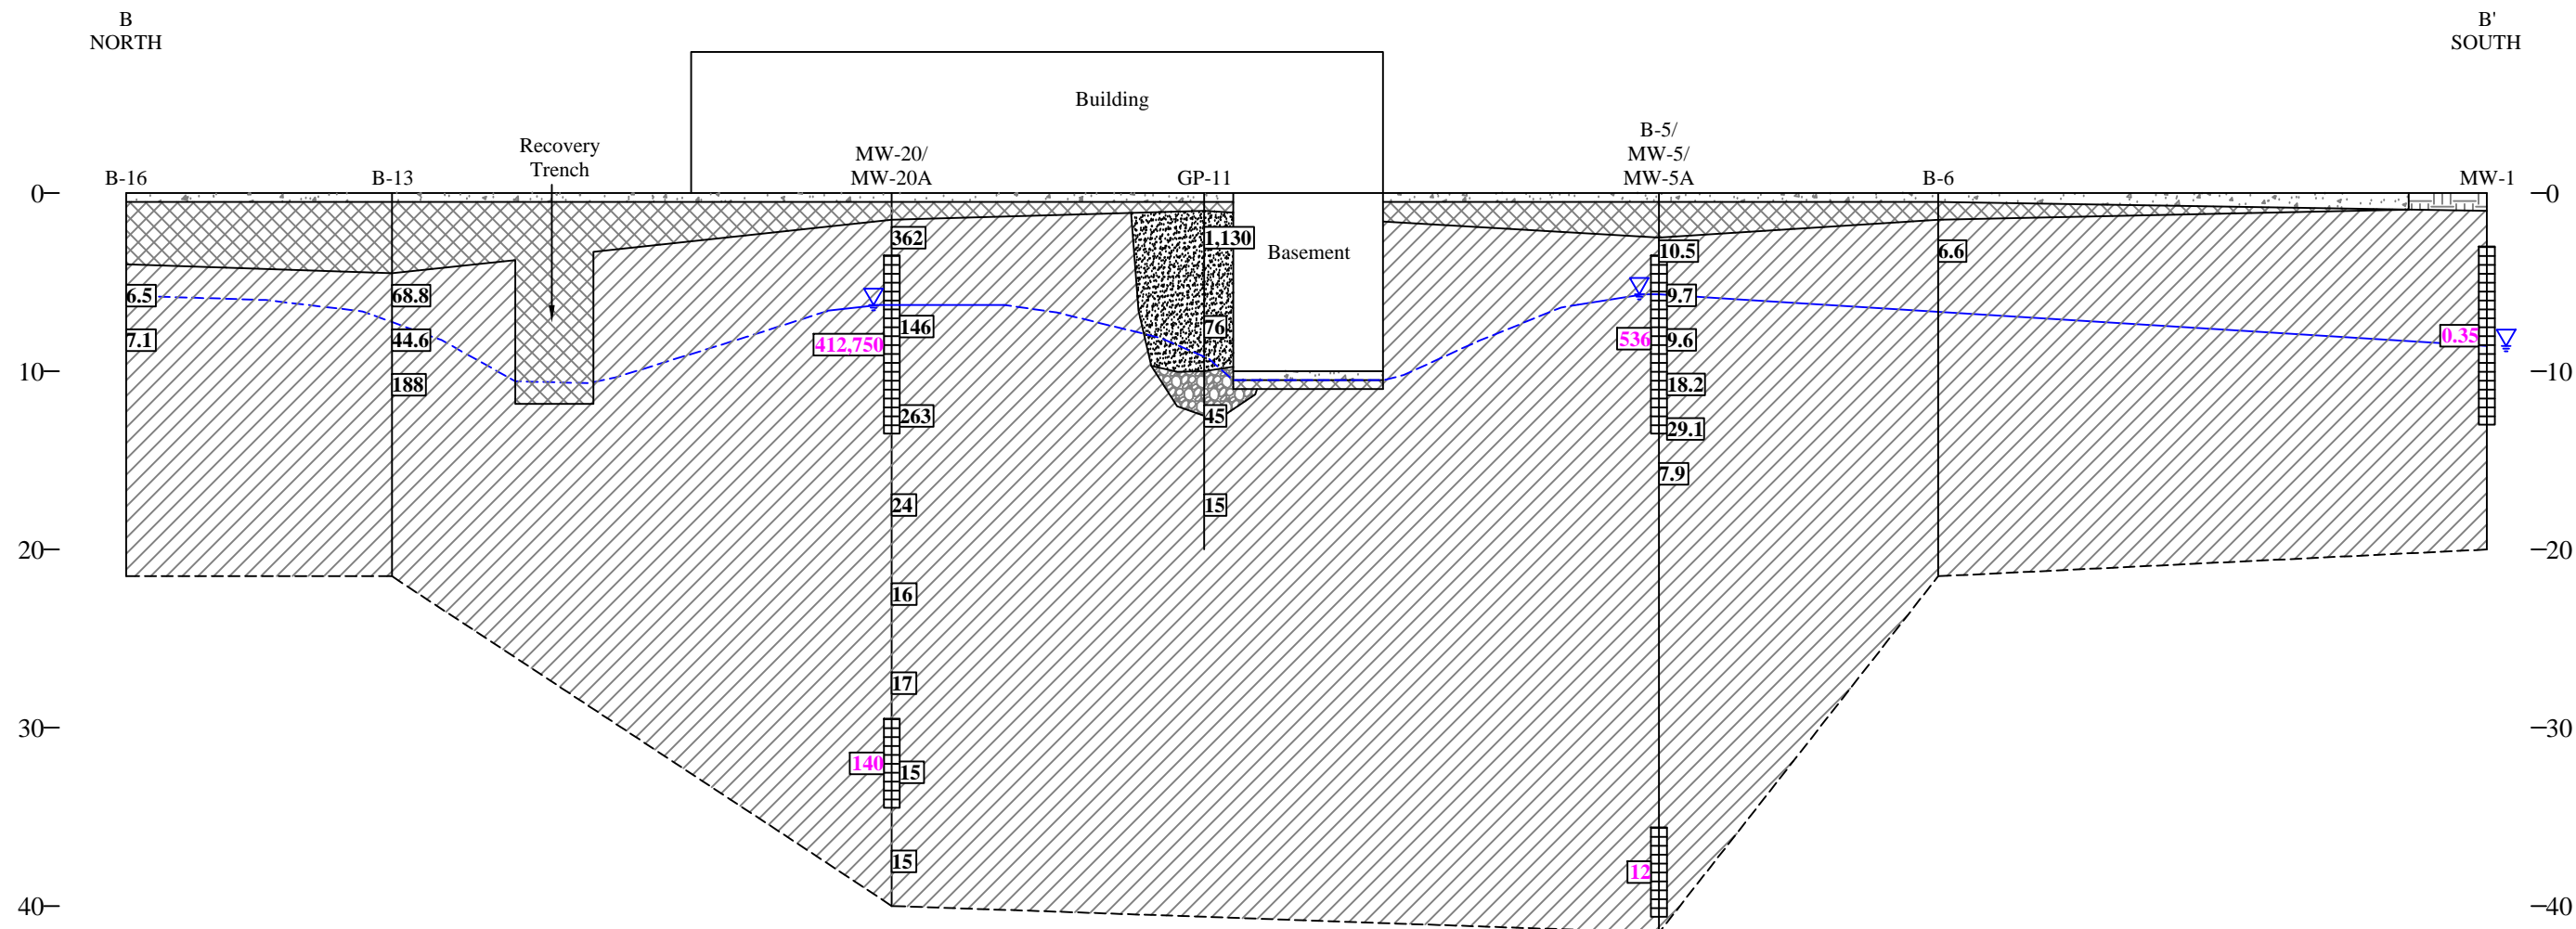 B
NORTH
B'
SOUTH
Building
Recovery
Trench
B-16
B-13
MW-20/
MW-20A
GP-11
B-5/
MW-5/
MW-5A
B-6
MW-1
0
0
362
1,130
Basement
10.5
6.6
6.5
68.8
9.7
7.1
44.6
146
412,750
76
536
9.6
0.35
10
10
188
18.2
263
45
29.1
7.9
24
15
20
20
16
17
30
30
140
15
15
12
40
40